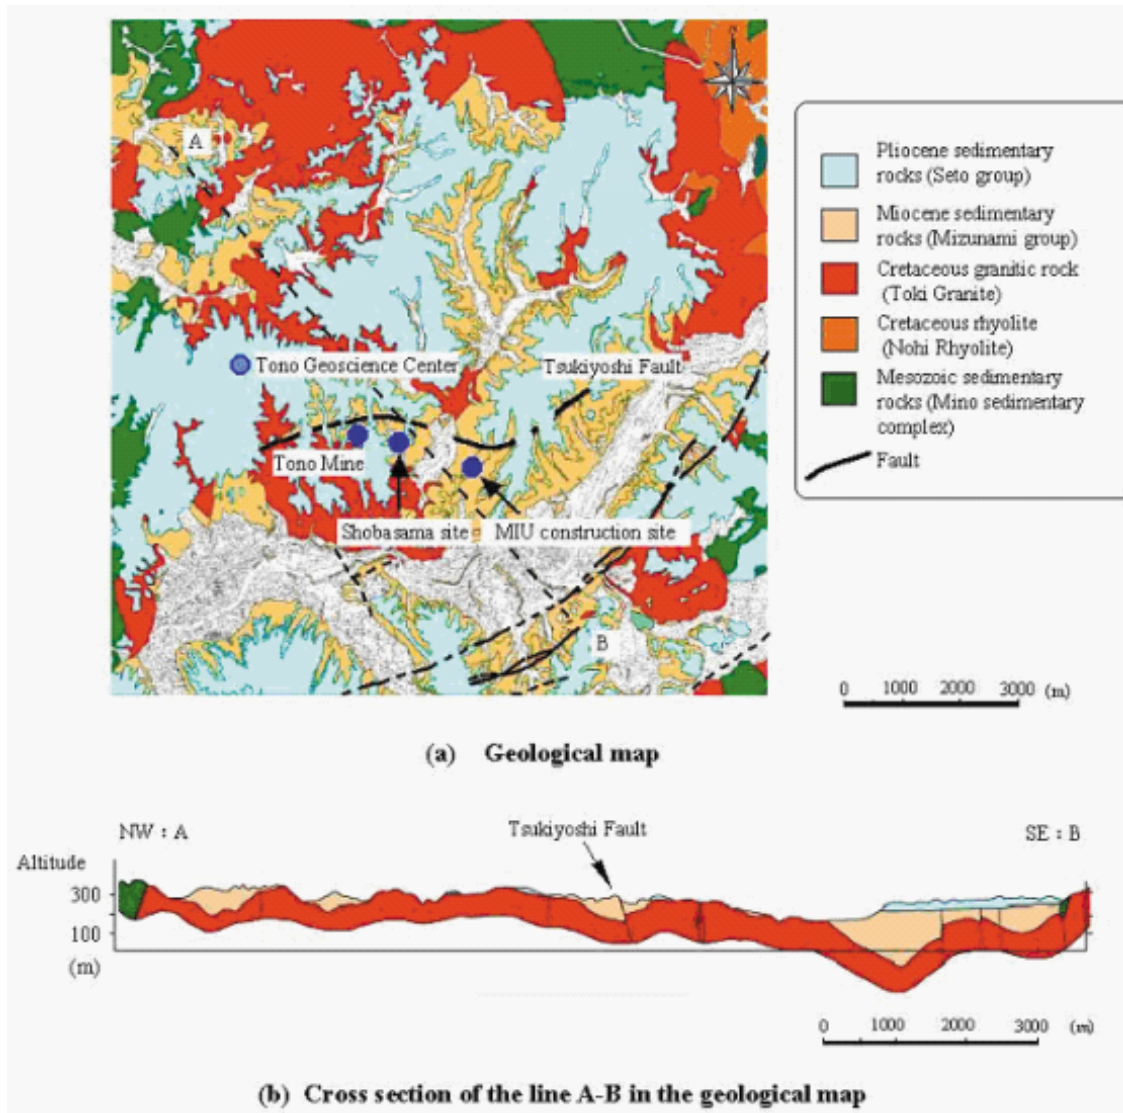 A
Tono Geoscience Center
Tsukiyoshi Fault
Tono Mine
Shobasama site
MIU construction site
B
Pliocene sedimentary
rocks (Seto group)
Miocene sedimentary
rocks (Mizunami group)
Cretaceous granitic rock
(Toki Granite)
Cretaceous rhyolite
(Nohi Rhyolite)
Mesozoic sedimentary
rocks (Mino sedimentary
complex)
Fault
0 1000 2000 3000 (m)
(a) Geological map
NW : A
Tsukiyoshi Fault
SE : B
Altitude
300
100
(m)
0 1000 2000 3000 (m)
(b) Cross section of the line A-B in the geological map